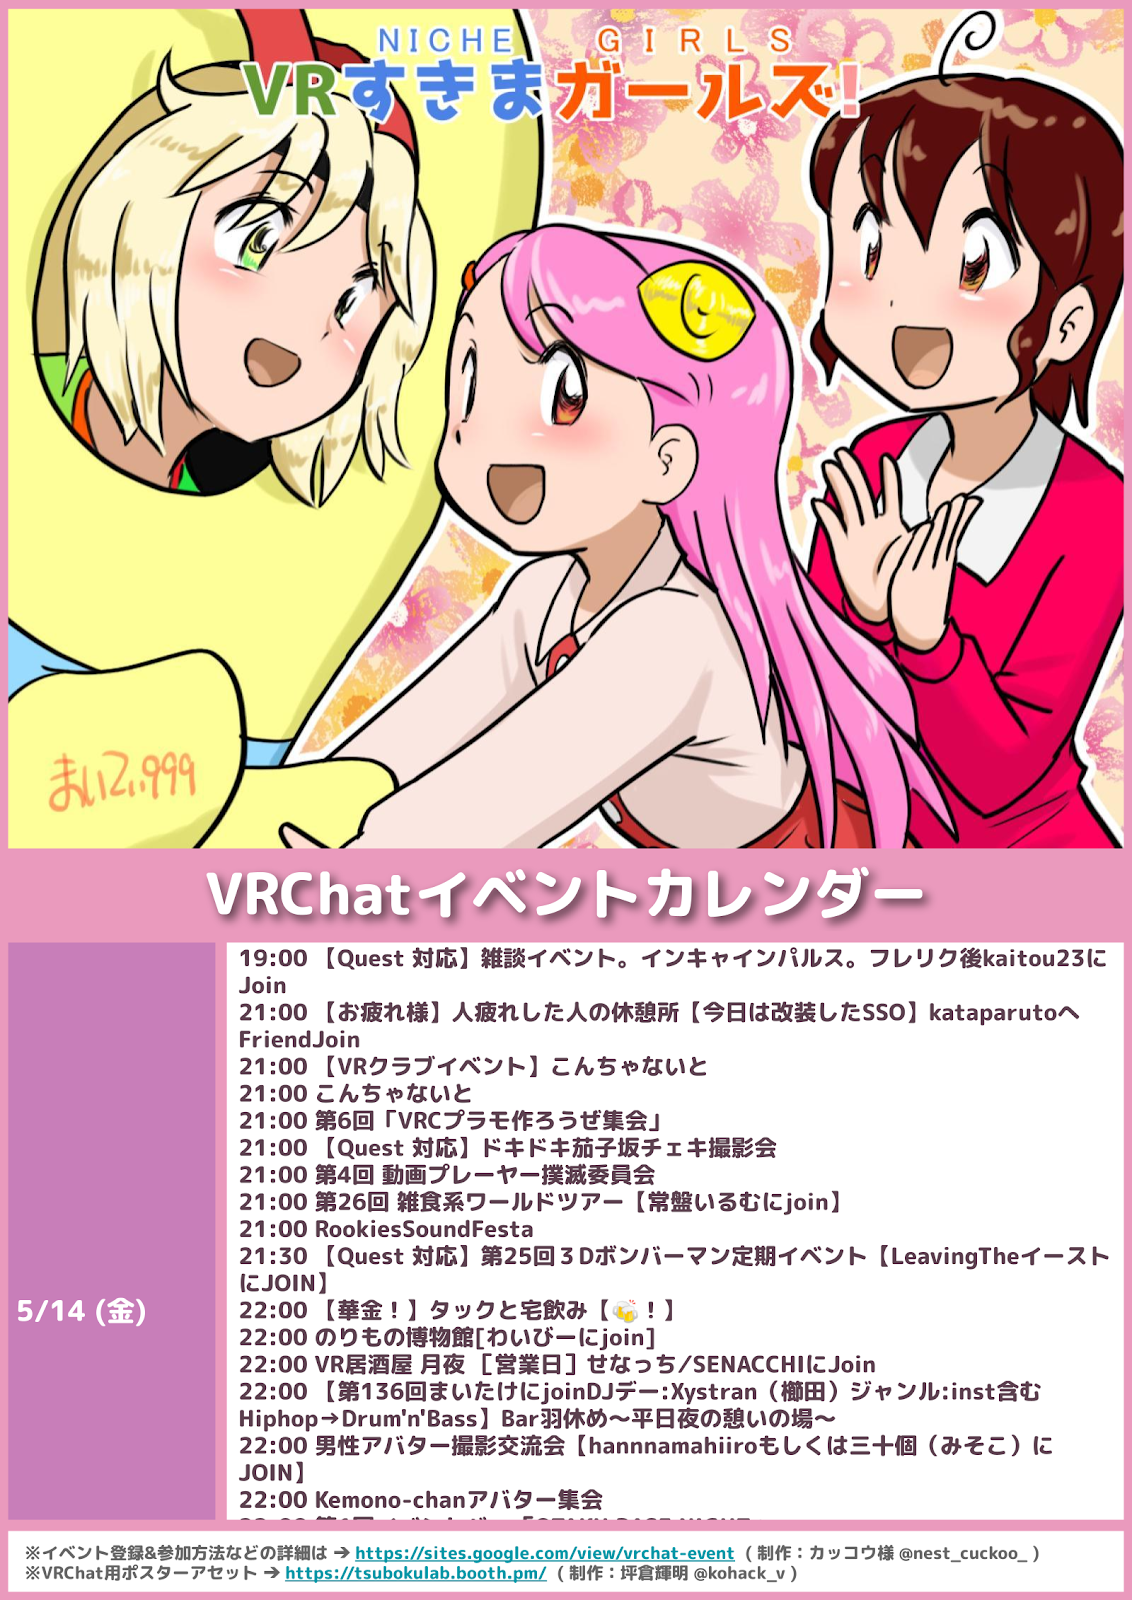 NICHE GIRLS
VRすきまガールズ!
まいてぃ999
VRChatイベントカレンダー
5/14 (金)
19:00 【Quest 対応】雑談イベント。インキャインパルス。フレリク後kaitou23に
Join
21:00 【お疲れ様】人疲れした人の休憩所【今日は改装したSSO】kataparutoへ
FriendJoin
21:00 【VRクラブイベント】こんちゃないと
21:00 こんちゃないと
21:00 第6回「VRCプラモ作ろうぜ集会」
21:00 【Quest 対応】ドキドキ茄子坂チェキ撮影会
21:00 第4回 動画プレーヤー撲滅委員会
21:00 第26回 雑食系ワールドツアー【常盤いるむにjoin】
21:00 RookiesSoundFesta
21:30 【Quest 対応】第25回３Dボンバーマン定期イベント【LeavingTheイースト
にJOIN】
22:00 【華金！】タックと宅飲み【🍻！】
22:00 のりもの博物館[わいびーにjoin]
22:00 VR居酒屋 月夜 ［営業日］せなっち/SENACCHIにJoin
22:00 【第136回まいたけにjoinDJデー:Xystran（櫛田）ジャンル:inst含む
Hiphop→Drum'n'Bass】Bar羽休め～平日夜の憩いの場～
22:00 男性アバター撮影交流会【hannnamahiiroもしくは三十個（みそこ）に
JOIN】
22:00 Kemono-chanアバター集会
※イベント登録&参加方法などの詳細は → https://sites.google.com/view/vrchat-event （制作：カッコウ様 @nest_cuckoo_ ）
※VRChat用ポスターアセット → https://tsubokulab.booth.pm/ （制作：坪倉輝明 @kohack_v ）